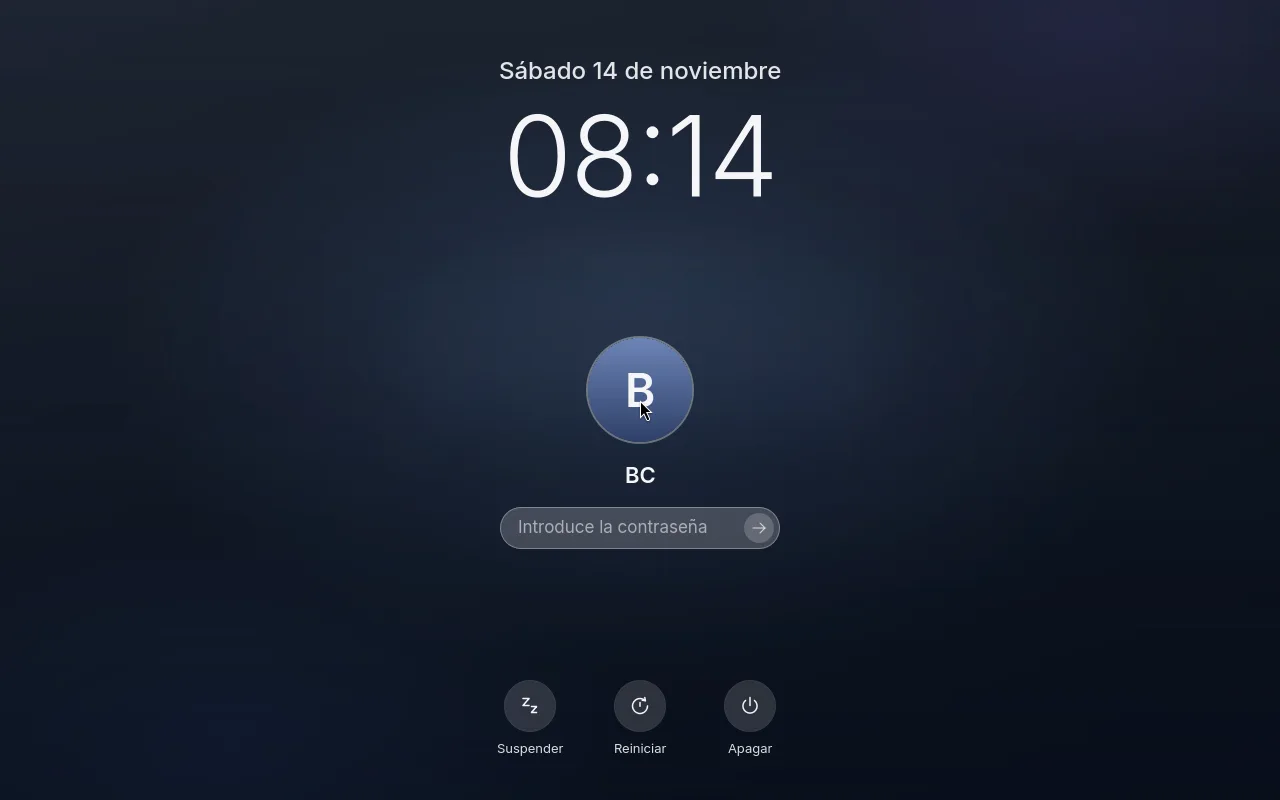 Sábado 14 de noviembre
08:14
B
BC
Introduce la contraseña
Suspender
Reiniciar
Apagar